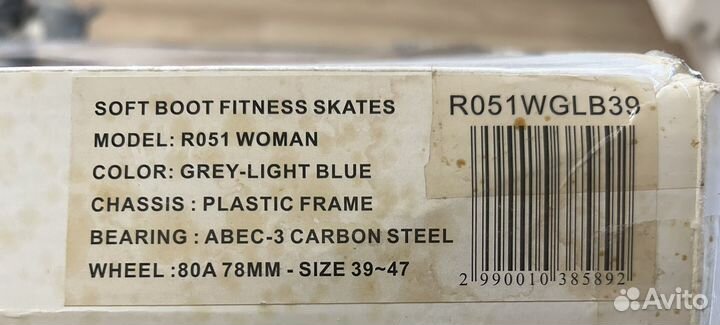 SOFT BOOT FITNESS SKATES
MODEL: R051 WOMAN
COLOR: GREY-LIGHT BLUE
CHASSIS : PLASTIC FRAME
BEARING : ABEC-3 CARBON STEEL
WHEEL :80A 78MM - SIZE 39~47
R051WGLB39
2 990010 385892
Avito